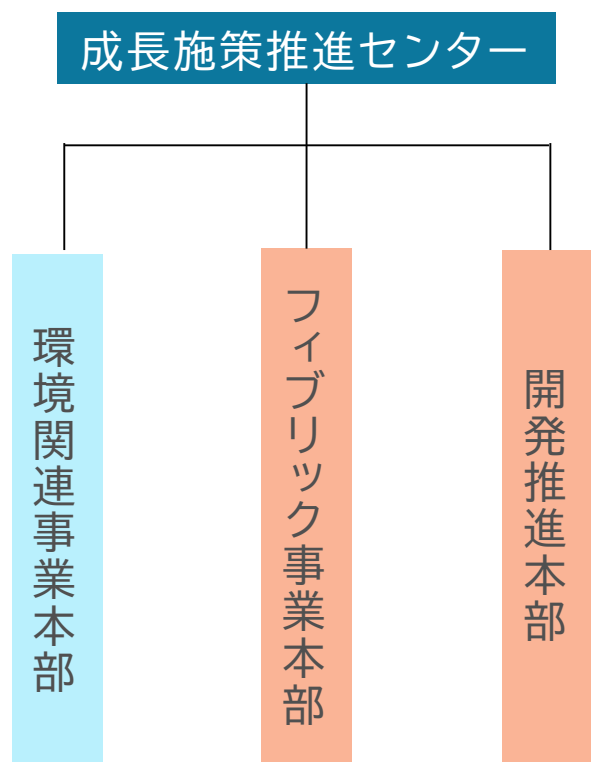 成長施策推進センター
環境関連事業本部
フィブリック事業本部
開発推進本部